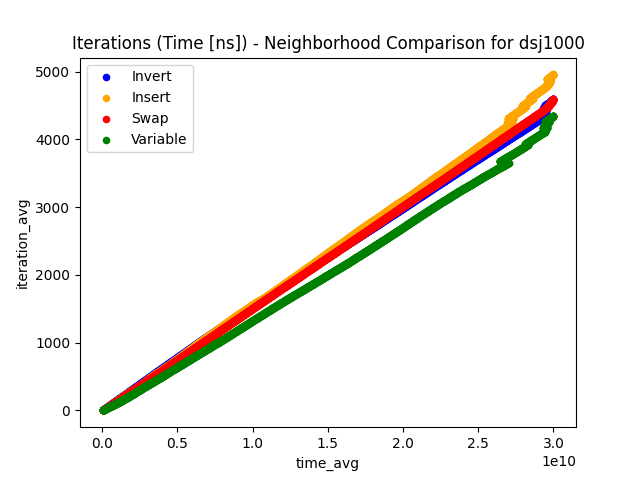 Iterations (Time [ns]) - Neighborhood Comparison for dsj1000
Invert
Insert
Swap
Variable
iteration_avg
5000
4000
3000
2000
1000
0
0.0 0.5 1.0 1.5 2.0 2.5 3.0
1e10
time_avg